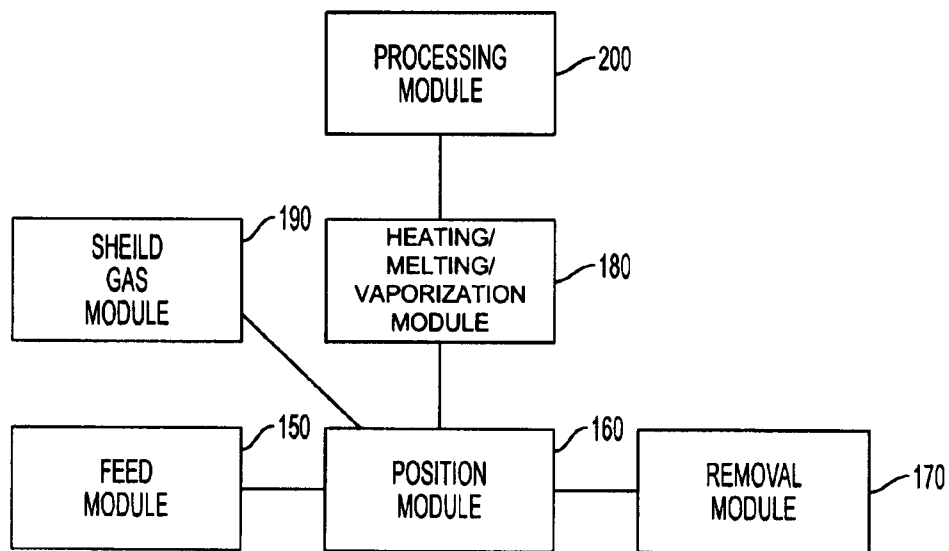 PROCESSING
MODULE
200
SHEILD
GAS
MODULE
190
HEATING/
MELTING/
VAPORIZATION
MODULE
180
FEED
MODULE
150
POSITION
MODULE
160
REMOVAL
MODULE
170